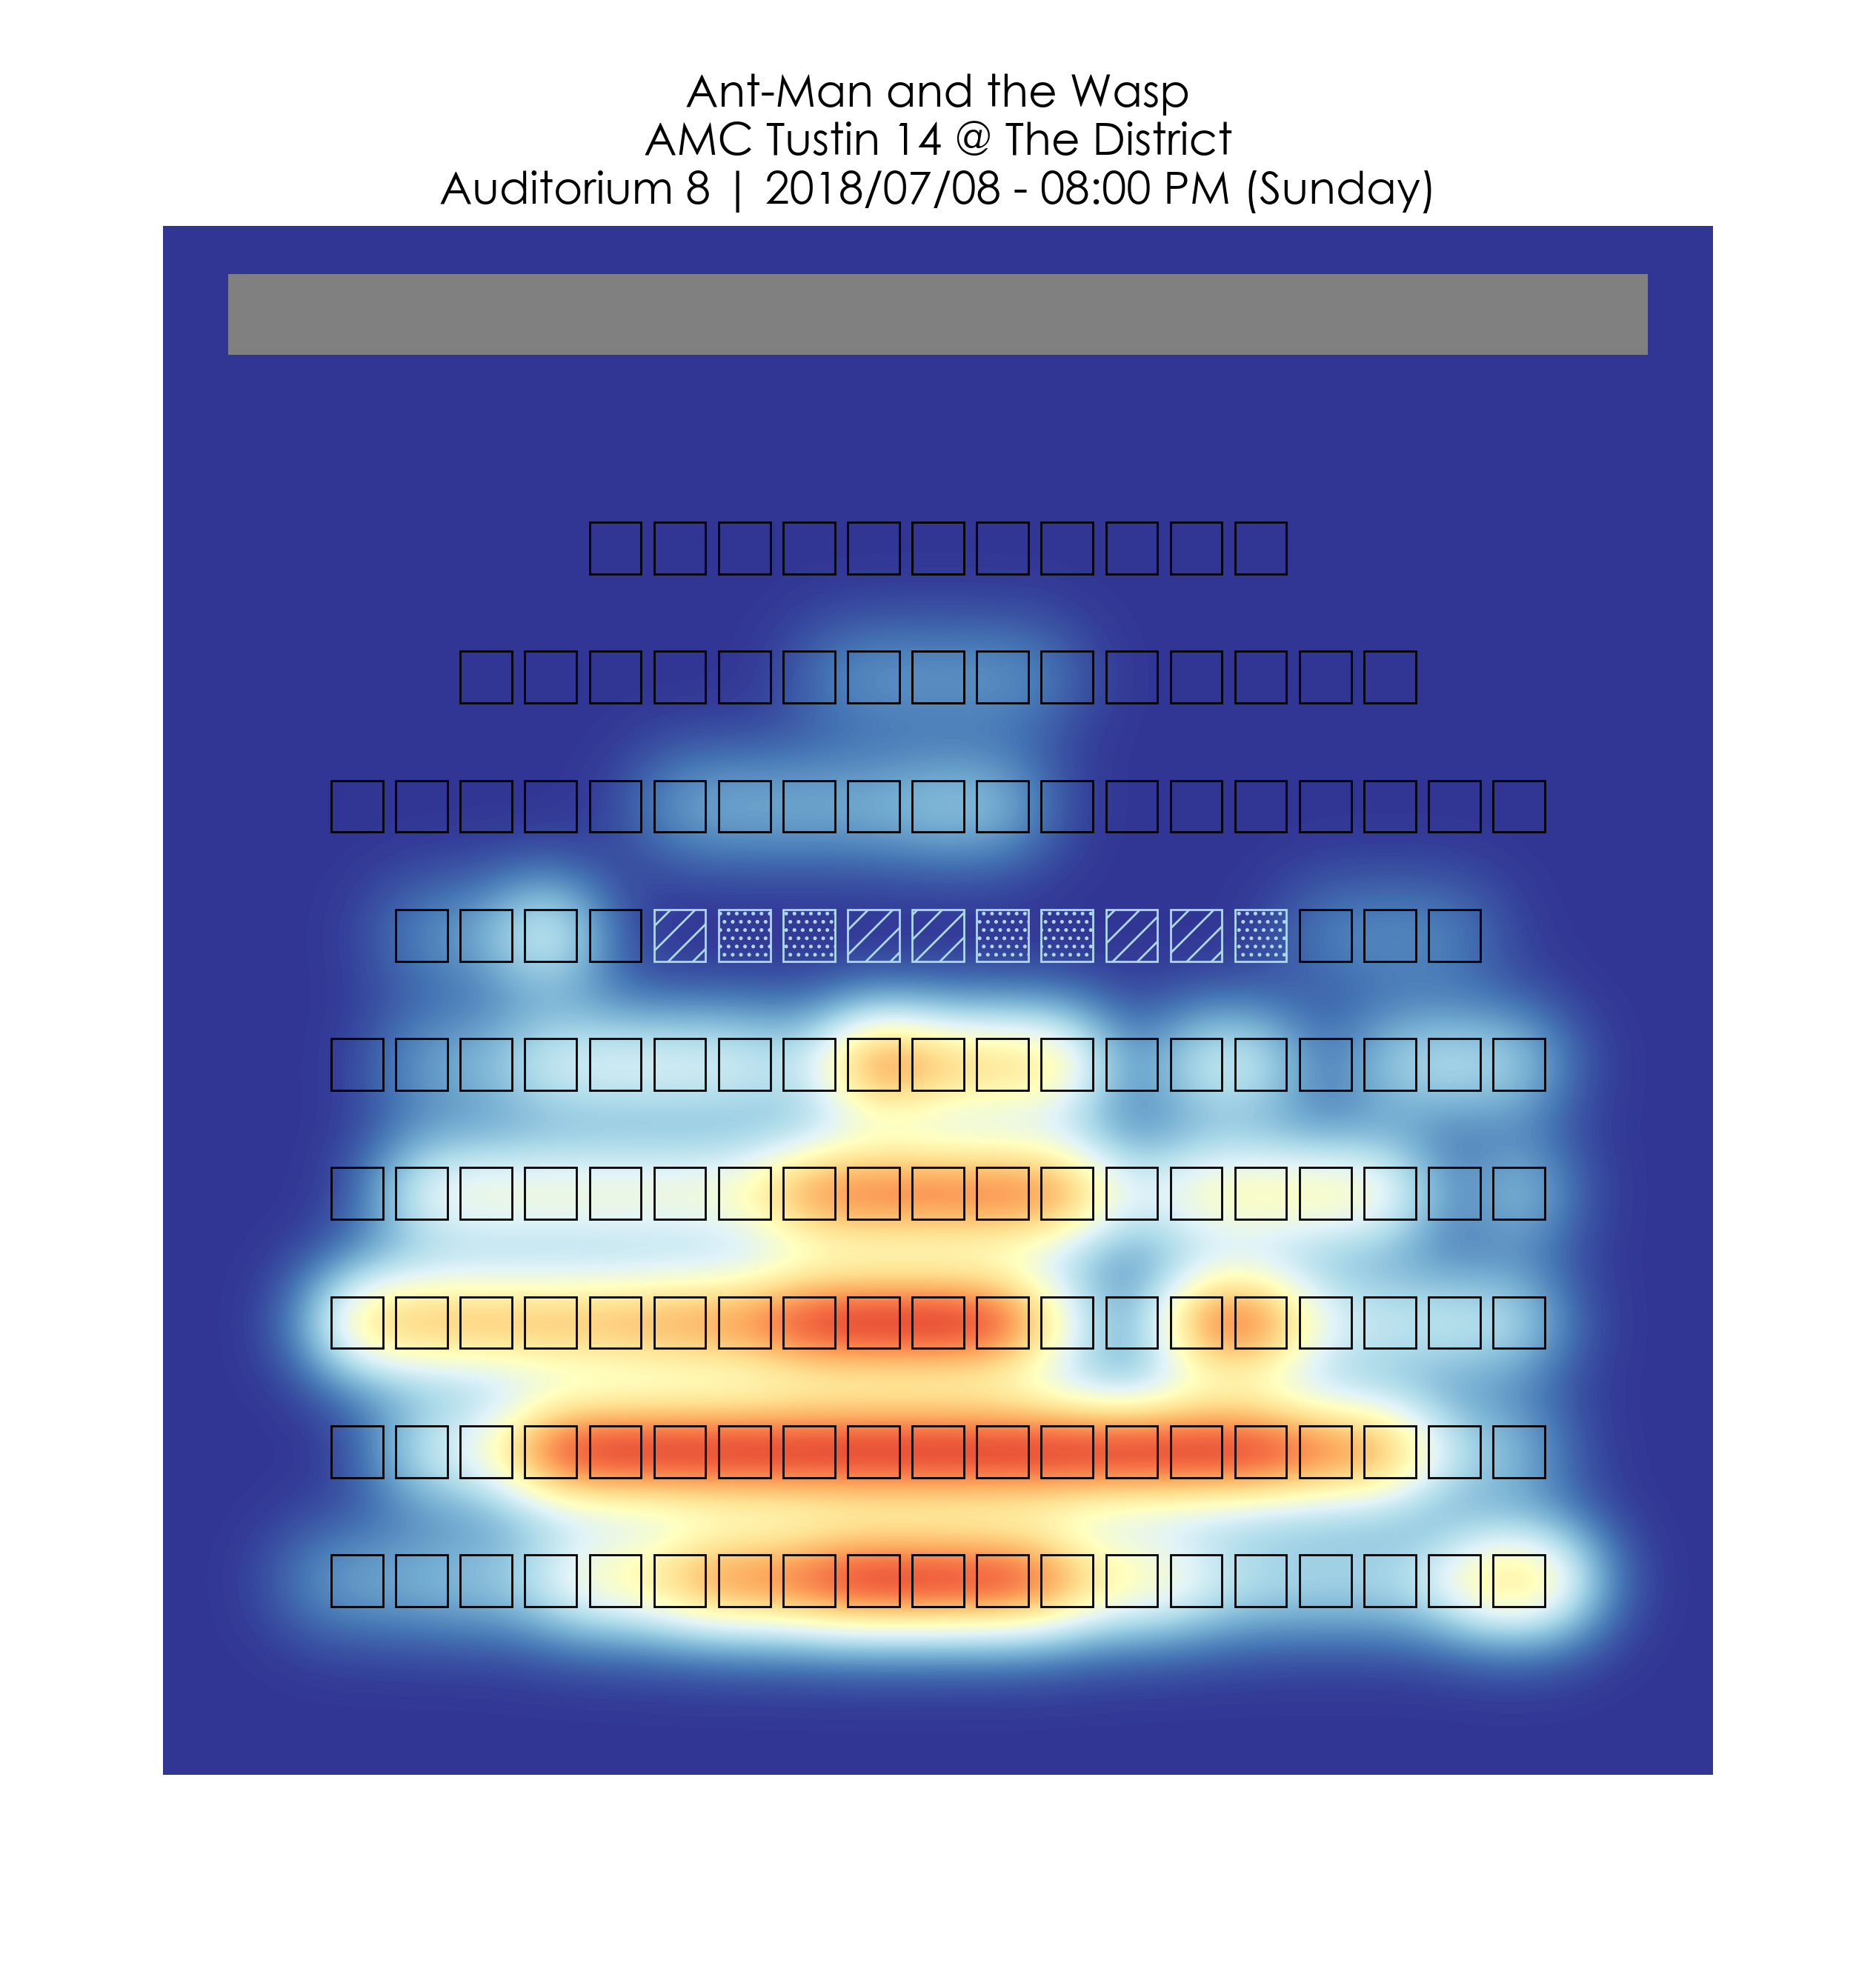 Ant-Man and the Wasp
AMC Tustin 14 @ The District
Auditorium 8 | 2018/07/08 - 08:00 PM (Sunday)